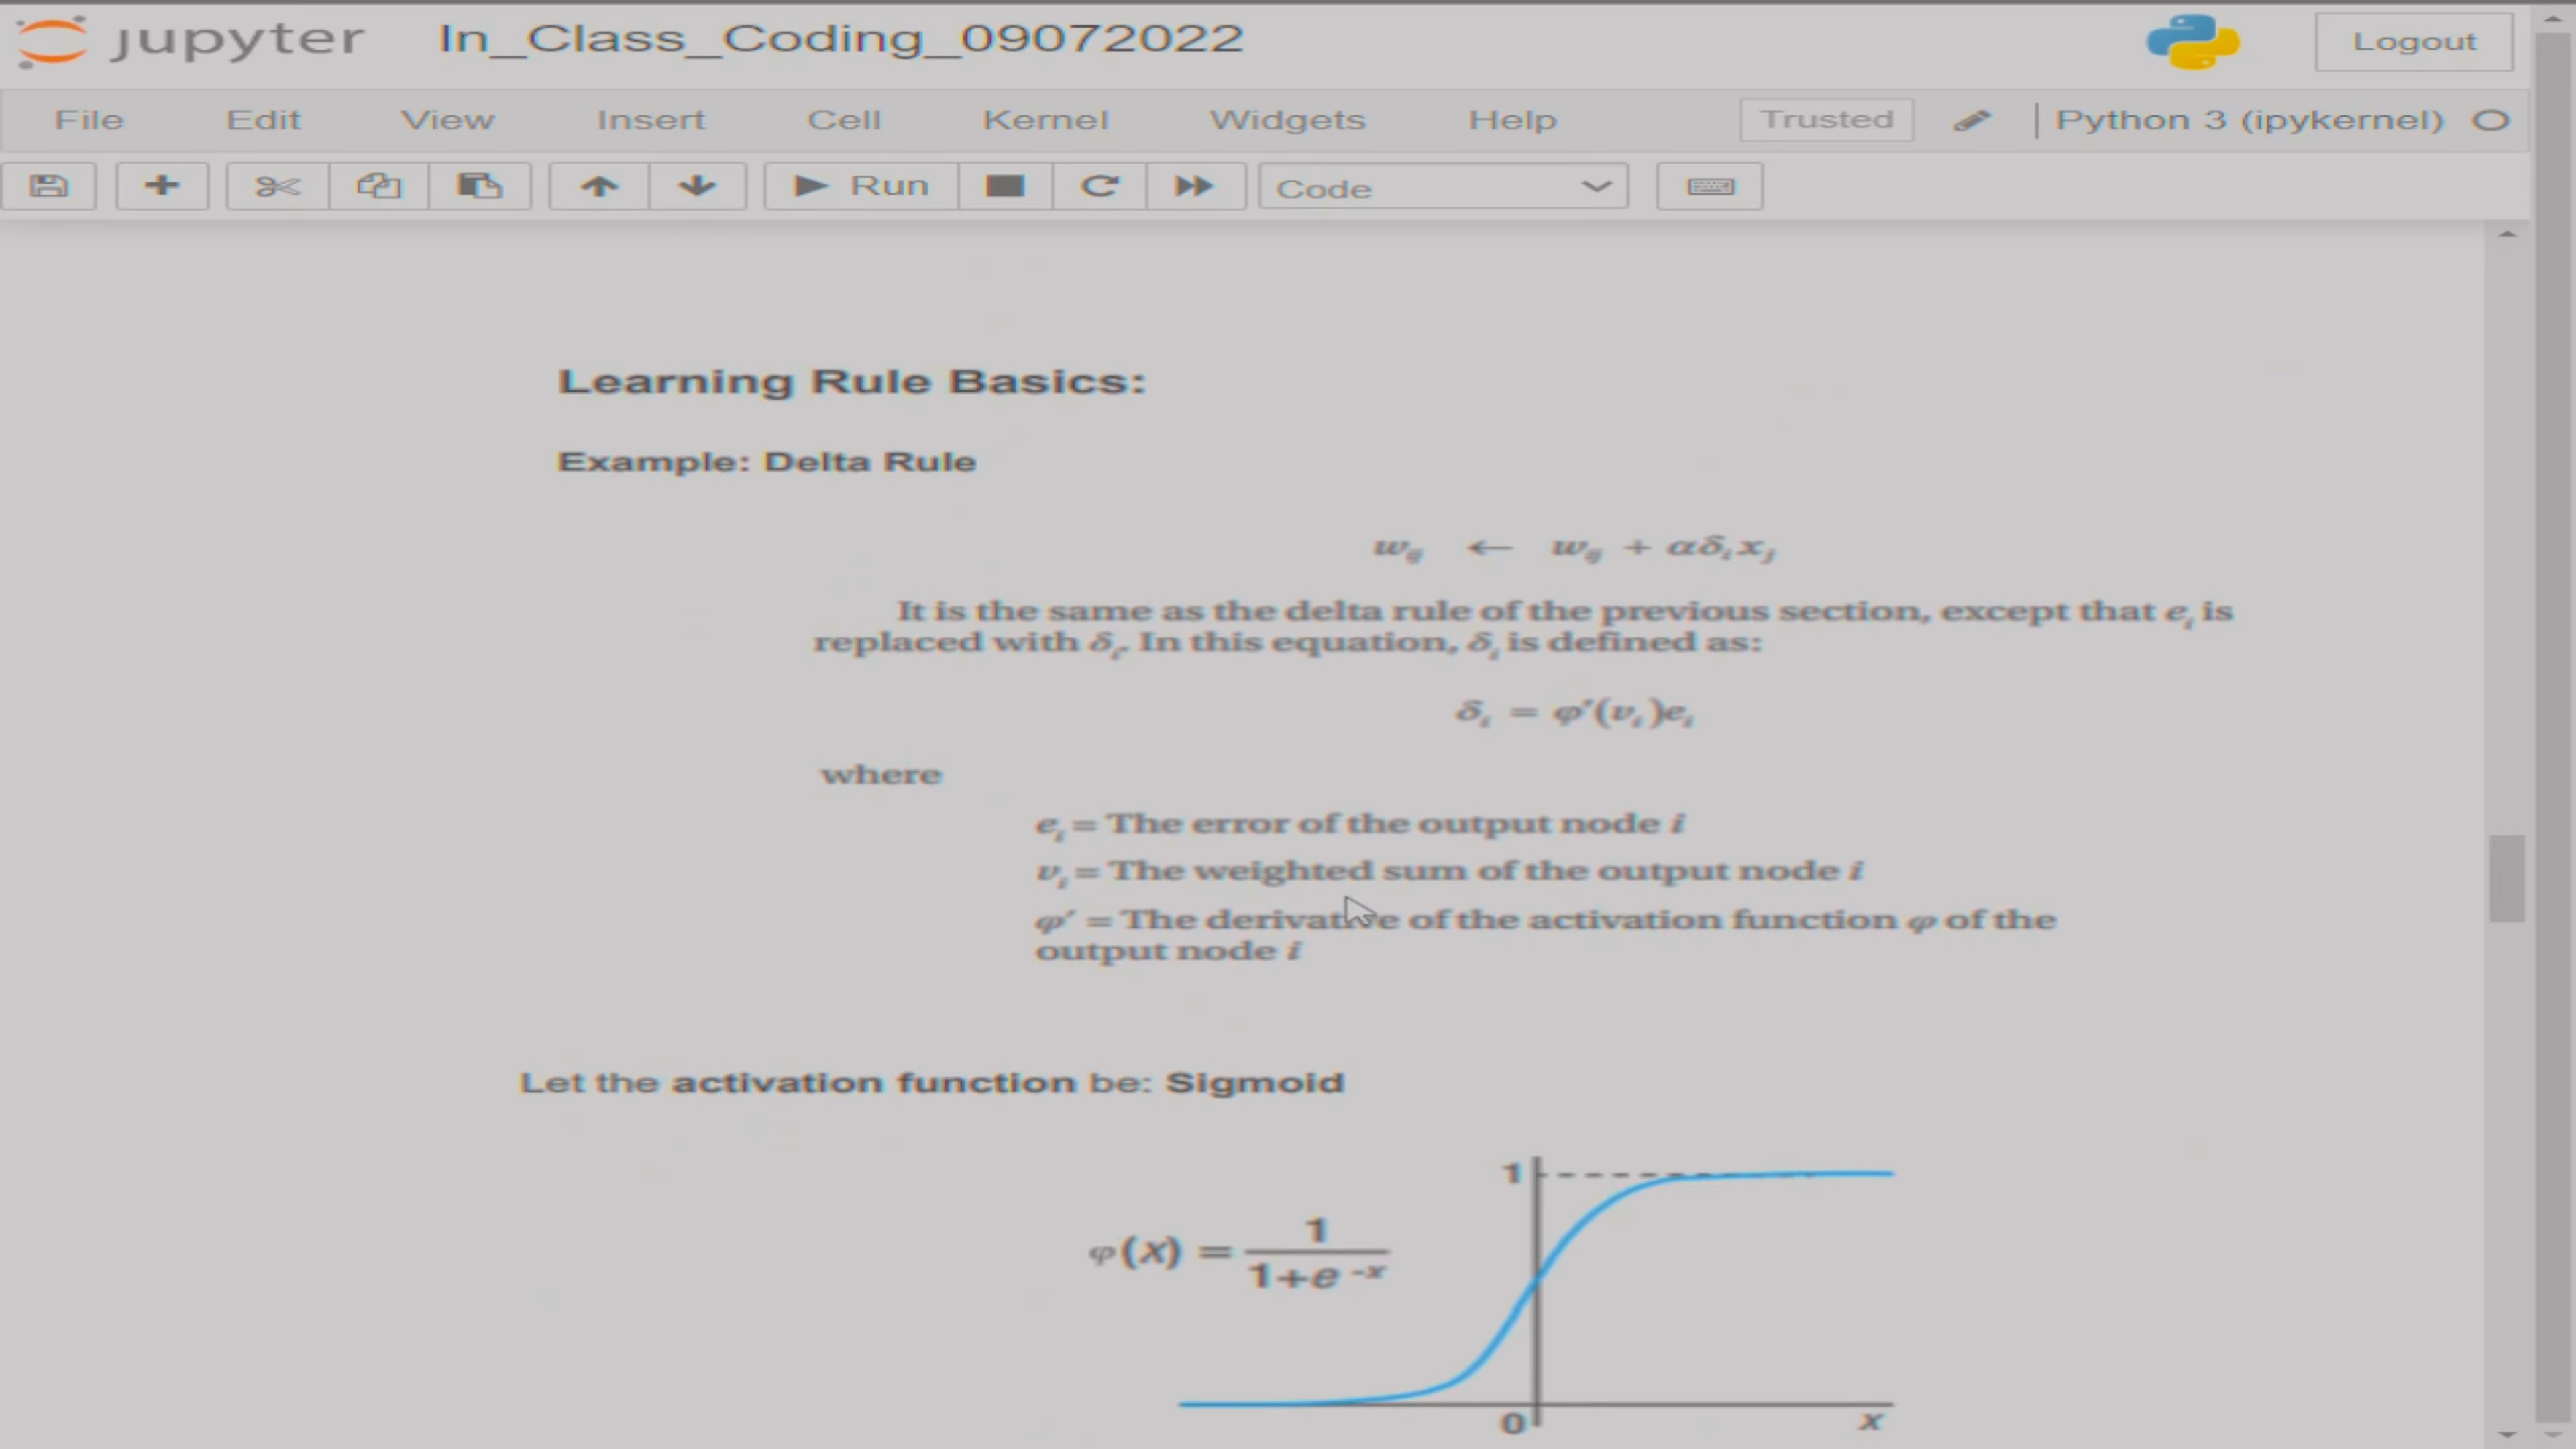 jupyter In_Class_Coding_09072022 Logout
File Edit View Insert Cell Kernel Widgets Help Trusted Python 3 (ipykernel)
Run Code
Learning Rule Basics:
Example: Delta Rule
w_ij ← w_ij + αδ_i x_j
It is the same as the delta rule of the previous section, except that e_i is
replaced with δ_i. In this equation, δ_i is defined as:
δ_i = φ′(v_i)e_i
where
e_i = The error of the output node i
v_i = The weighted sum of the output node i
φ′ = The derivative of the activation function φ of the
output node i
Let the activation function be: Sigmoid
1
φ(x) = 1 / 1+e^-x
0 x